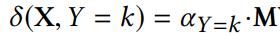 δ(X, Y = k) = α_{Y=k} · M